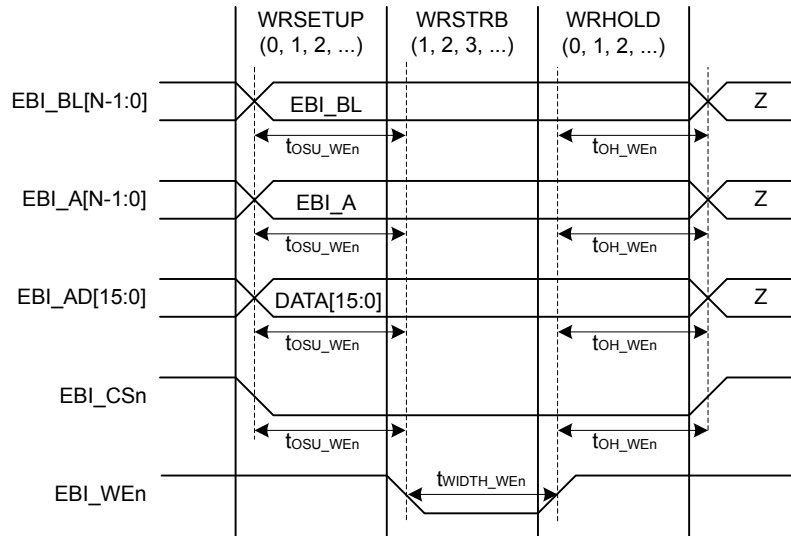 WRSETUP WRSTRB WRHOLD
(0, 1, 2, ...) (1, 2, 3, ...) (0, 1, 2, ...)
EBI_BL[N-1:0] EBI_BL Z
tOSU_WEn tOH_WEn
EBI_A[N-1:0] EBI_A Z
tOSU_WEn tOH_WEn
EBI_AD[15:0] DATA[15:0] Z
tOSU_WEn tOH_WEn
EBI_CSn
tOSU_WEn tOH_WEn
EBI_WEn tWIDTH_WEn